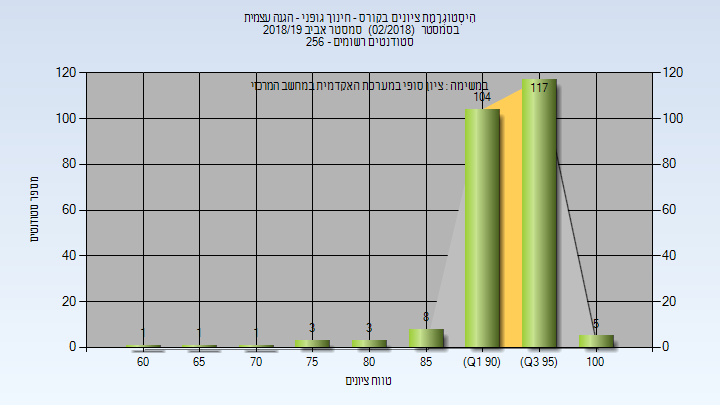 היסטוגרמת ציונים בקורס - חינוך גופני - הגנה עצמית
בסמסטר (02/2018) סמסטר אביב 2018/19
סטודנטים רשומים - 256
במשימה : ציון סופי במערכת האקדמית במחשב המרכזי
מספר סטודנטים
120 120
100 100
80 80
60 60
40 40
20 20
0 0
1 1 1 3 3 8 104 117 5
60 65 70 75 80 85 (Q1 90) (Q3 95) 100
טווח ציונים